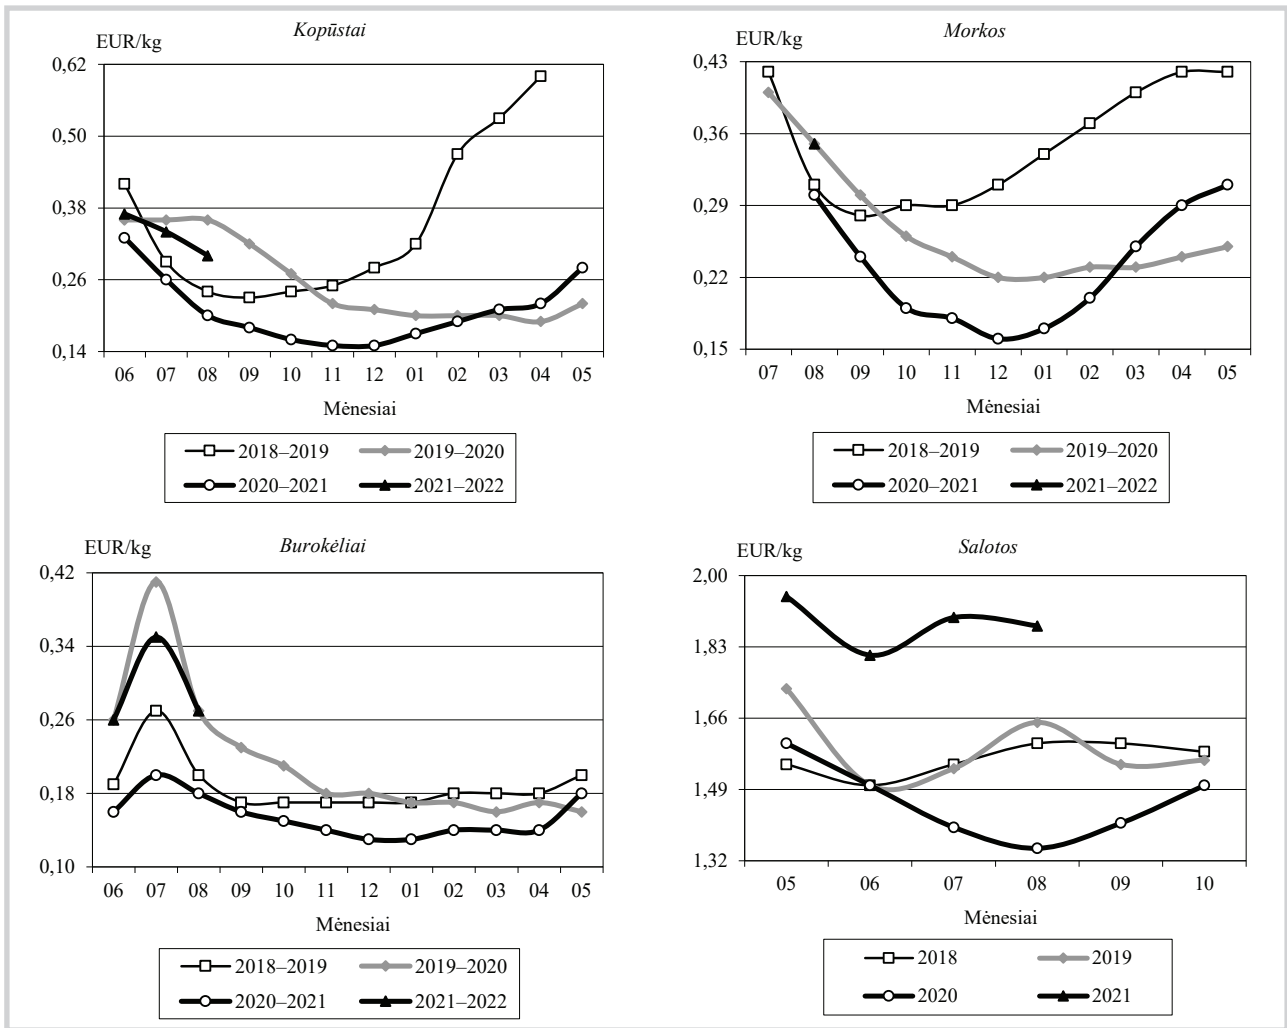 Kopūstai
EUR/kg
0,62
0,50
0,38
0,26
0,14
06 07 08 09 10 11 12 01 02 03 04 05
Mėnesiai
2018–2019 2019–2020
2020–2021 2021–2022
Morkos
EUR/kg
0,43
0,36
0,29
0,22
0,15
07 08 09 10 11 12 01 02 03 04 05
Mėnesiai
2018–2019 2019–2020
2020–2021 2021–2022
Burokėliai
EUR/kg
0,42
0,34
0,26
0,18
0,10
06 07 08 09 10 11 12 01 02 03 04 05
Mėnesiai
2018–2019 2019–2020
2020–2021 2021–2022
Salotos
EUR/kg
2,00
1,83
1,66
1,49
1,32
05 06 07 08 09 10
Mėnesiai
2018 2019
2020 2021